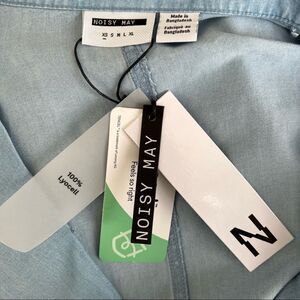 NOISY MAY
XS S M L XL
Made in
Bangladesh
Fabriqué au
Bangladesh
100%
Lyocell
Feels so right
NOISY MAY
N